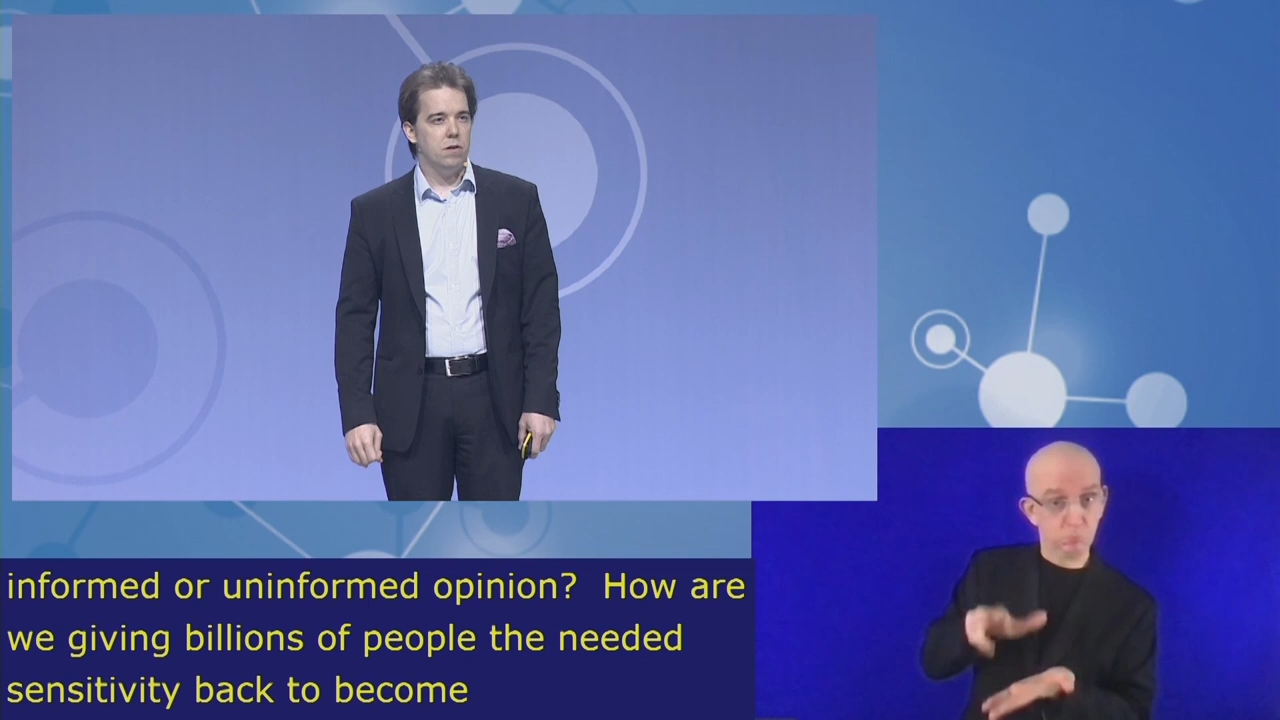 informed or uninformed opinion?  How are
we giving billions of people the needed
sensitivity back to become